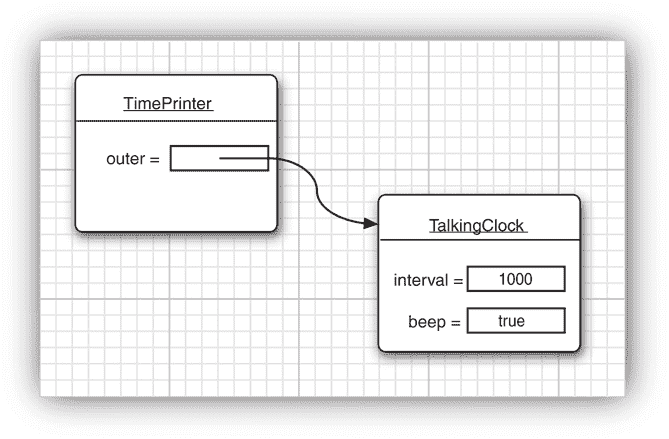 TimePrinter
outer =
TalkingClock
interval = 1000
beep = true